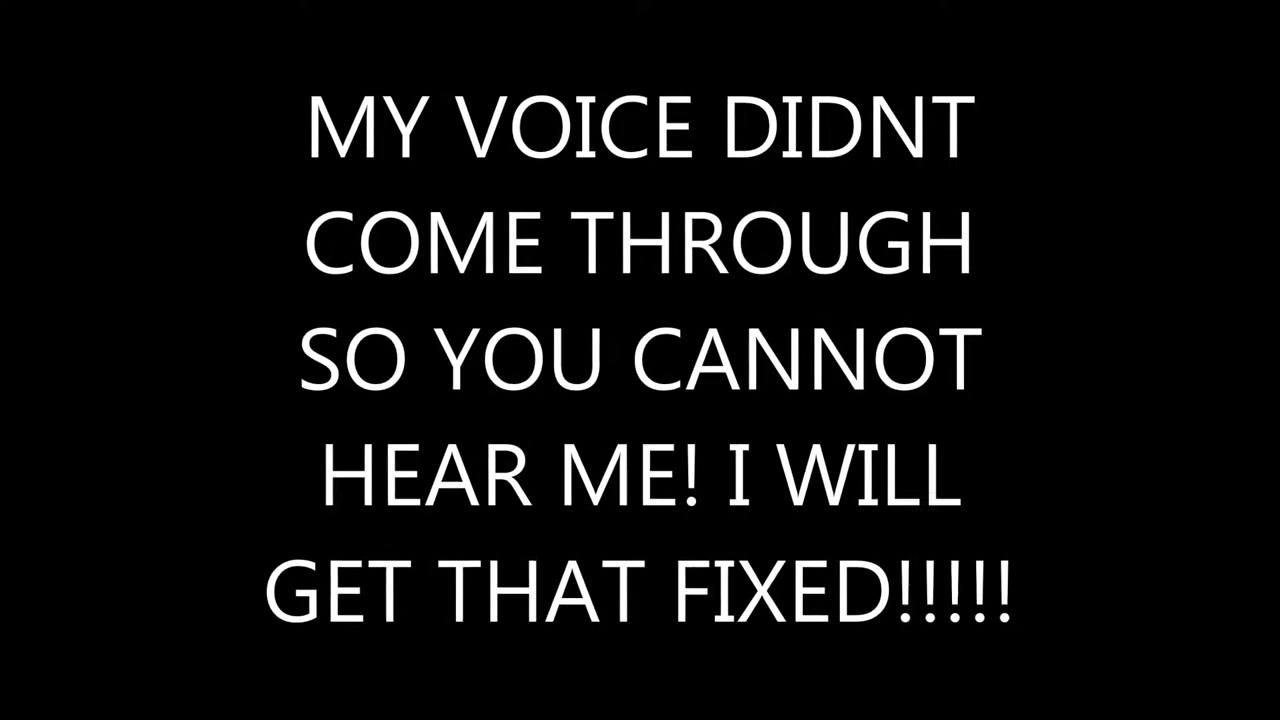 MY VOICE DIDNT
COME THROUGH
SO YOU CANNOT
HEAR ME! I WILL
GET THAT FIXED!!!!!